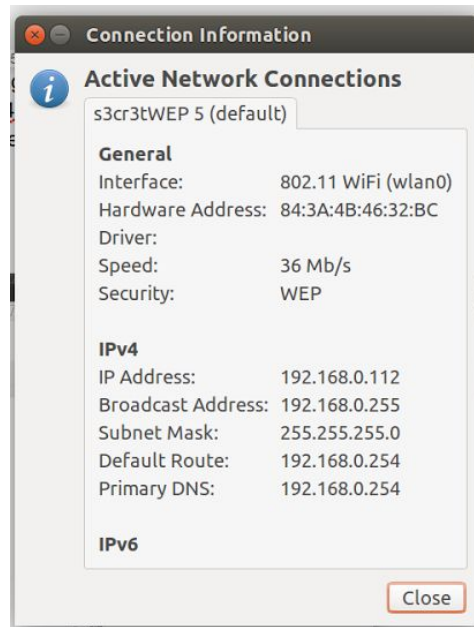 Connection Information
Active Network Connections
s3cr3tWEP 5 (default)
General
Interface: 802.11 WiFi (wlan0)
Hardware Address: 84:3A:4B:46:32:BC
Driver:
Speed: 36 Mb/s
Security: WEP
IPv4
IP Address: 192.168.0.112
Broadcast Address: 192.168.0.255
Subnet Mask: 255.255.255.0
Default Route: 192.168.0.254
Primary DNS: 192.168.0.254
IPv6
Close